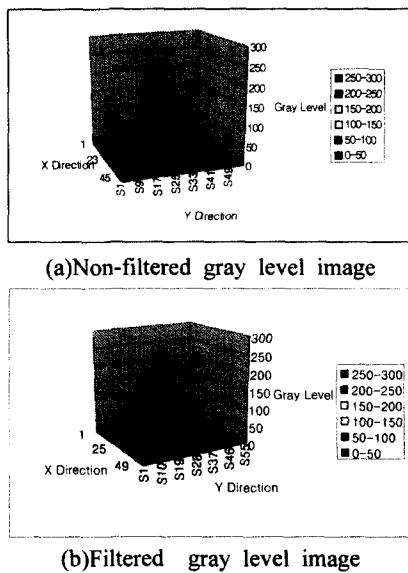 300
250
200
150
100
50
0
Gray Level
250-300
200-250
150-200
100-150
50-100
0-50
1
23
45
X Direction
S1
S9
S17
S25
S33
S41
S49
Y Direction
(a)Non-filtered gray level image
300
250
200
150
100
50
0
Gray Level
250-300
200-250
150-200
100-150
50-100
0-50
1
25
49
X Direction
S1
S10
S19
S28
S37
S46
S55
Y Direction
(b)Filtered gray level image